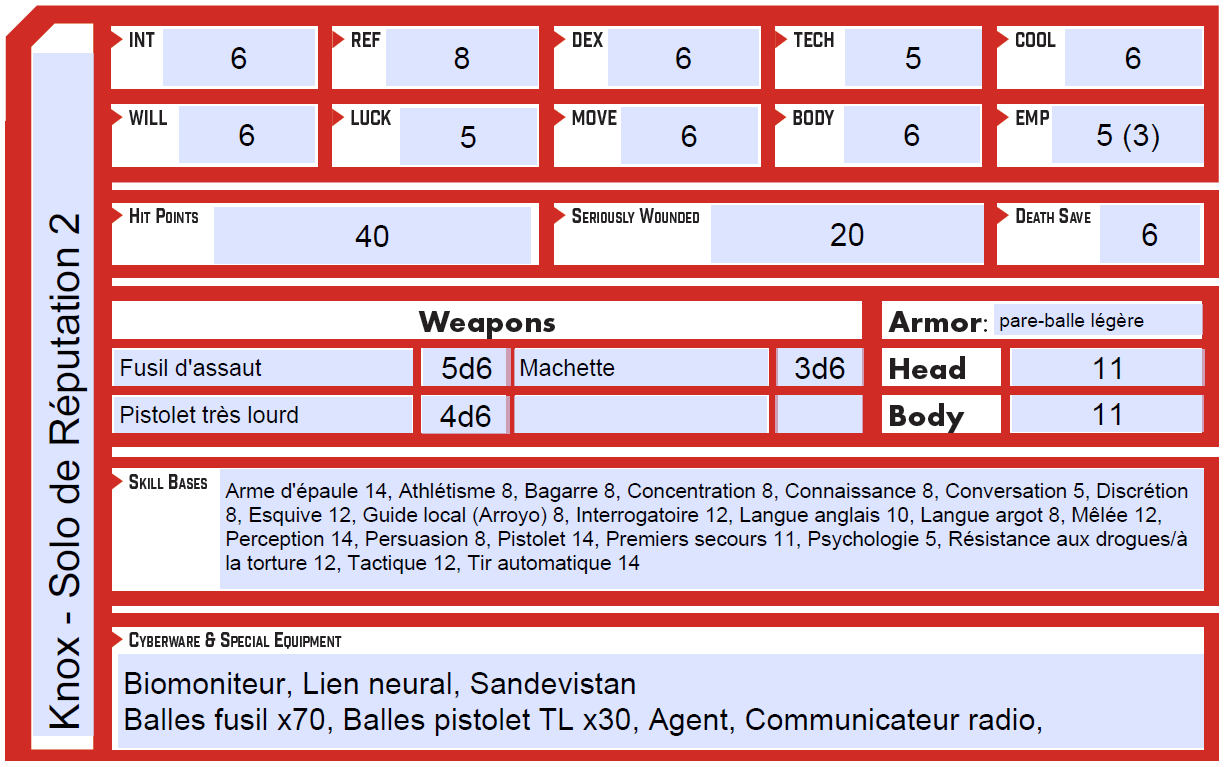 Knox - Solo de Réputation 2
INT 6 REF 8 DEX 6 TECH 5 COOL 6
WILL 6 LUCK 5 MOVE 6 BODY 6 EMP 5 (3)
HIT POINTS 40 SERIOUSLY WOUNDED 20 DEATH SAVE 6
Weapons Armor: pare-balle légère
Fusil d'assaut 5d6 Machette 3d6 Head 11
Pistolet très lourd 4d6 Body 11
SKILL BASES
Arme d'épaule 14, Athlétisme 8, Bagarre 8, Concentration 8, Connaissance 8, Conversation 5, Discrétion
8, Esquive 12, Guide local (Arroyo) 8, Interrogatoire 12, Langue anglais 10, Langue argot 8, Mêlée 12,
Perception 14, Persuasion 8, Pistolet 14, Premiers secours 11, Psychologie 5, Résistance aux drogues/à
la torture 12, Tactique 12, Tir automatique 14
CYBERWARE & SPECIAL EQUIPMENT
Biomoniteur, Lien neural, Sandevistan
Balles fusil x70, Balles pistolet TL x30, Agent, Communicateur radio,